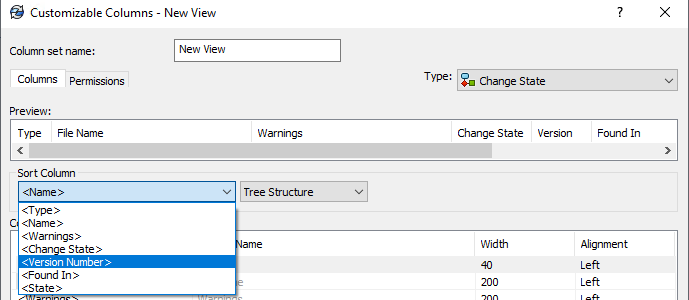 Customizable Columns - New View
Column set name: New View
Columns Permissions Type: Change State
Preview:
Type File Name Warnings Change State Version Found In
Sort Column
<Name> Tree Structure
<Type>
<Name>
<Warnings>
<Change State>
<Version Number>
<Found In>
<State>
Name Width Alignment
40 Left
200 Left
<Warnings> Warnings 200 Left